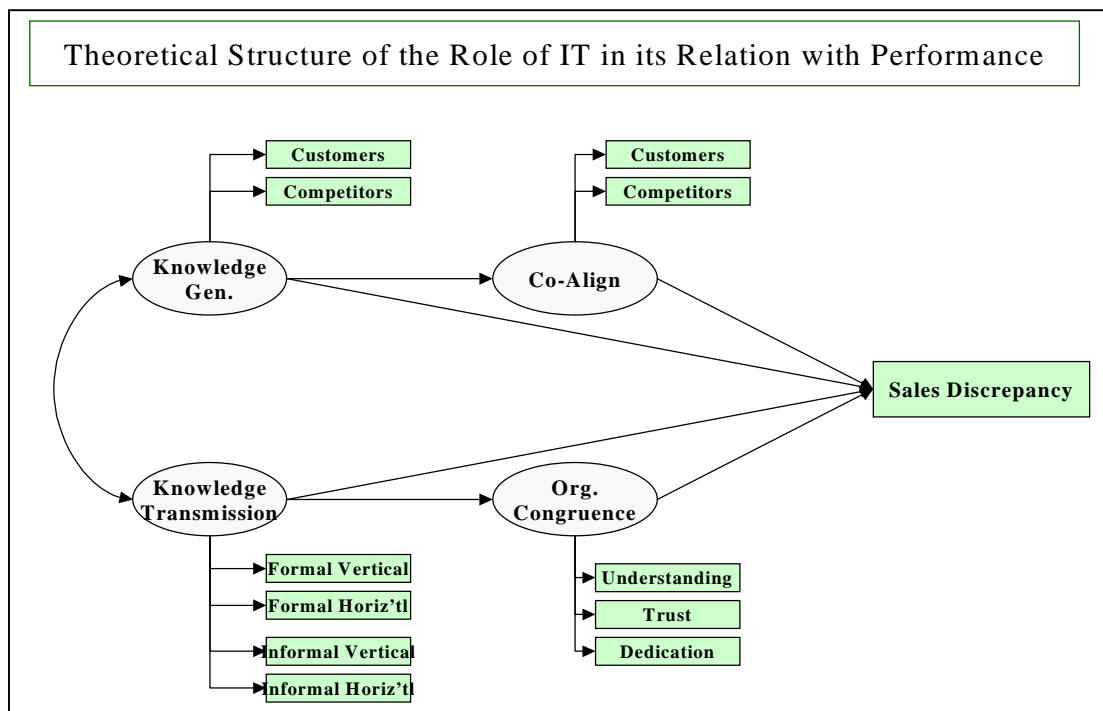 Theoretical Structure of the Role of IT in its Relation with Performance
Customers
Competitors
Customers
Competitors
Knowledge
Gen.
Co-Align
Sales Discrepancy
Knowledge
Transmission
Org.
Congruence
Formal Vertical
Formal Horiz'tl
Informal Vertical
Informal Horiz'tl
Understanding
Trust
Dedication